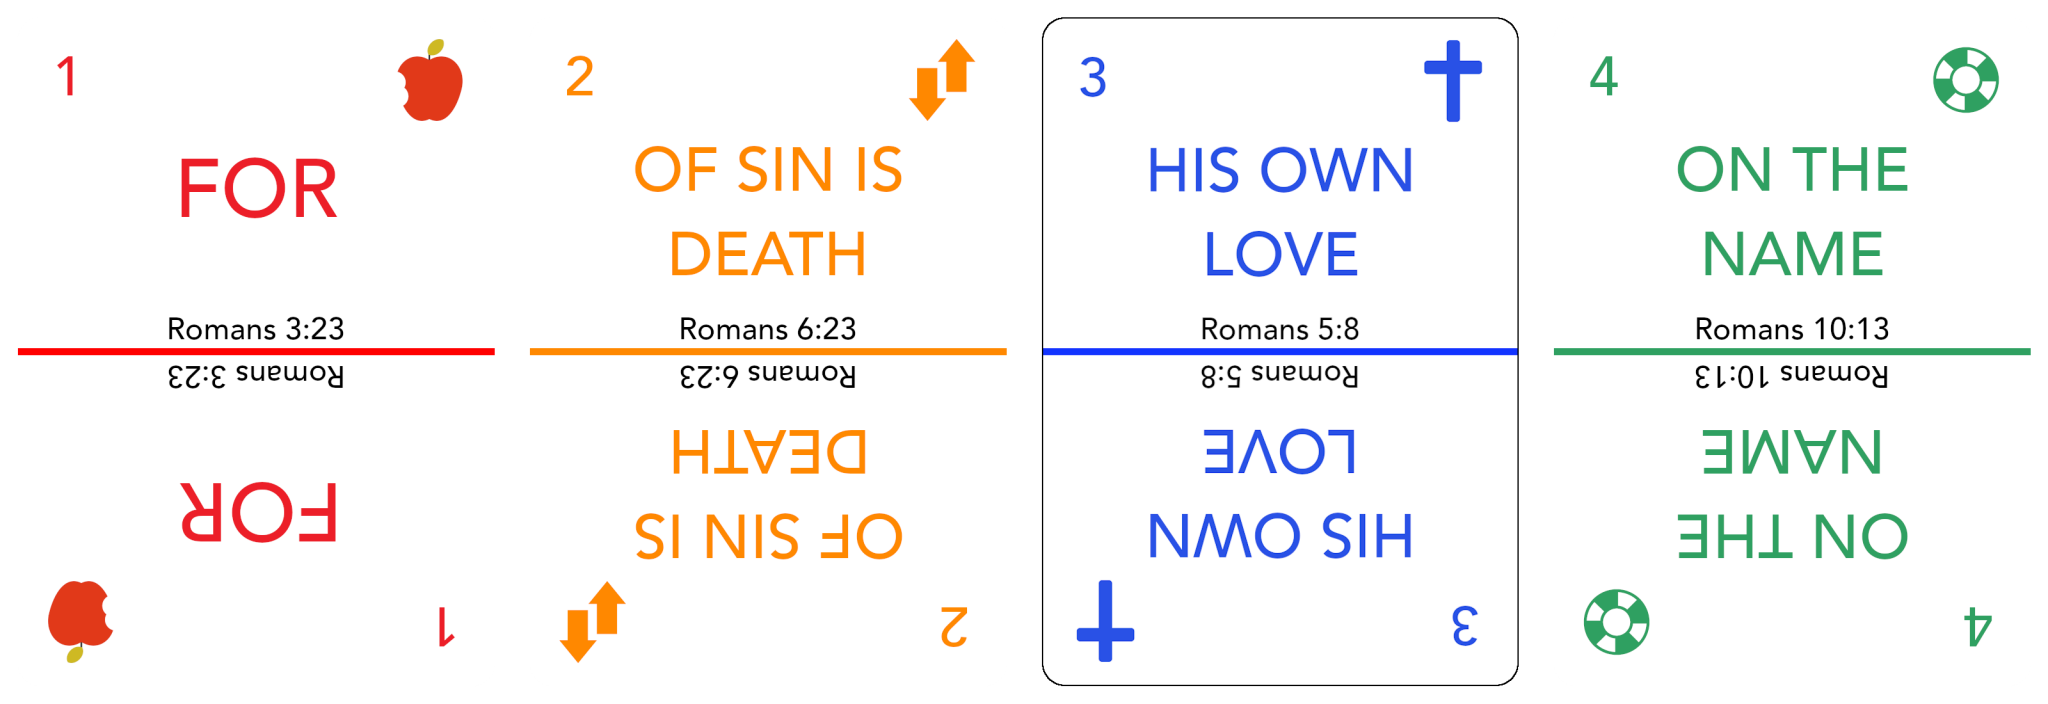 1
FOR
Romans 3:23
Romans 3:23
FOR
1
2
OF SIN IS
DEATH
Romans 6:23
Romans 6:23
DEATH
OF SIN IS
2
3
HIS OWN
LOVE
Romans 5:8
Romans 5:8
LOVE
HIS OWN
3
4
ON THE
NAME
Romans 10:13
Romans 10:13
NAME
ON THE
4